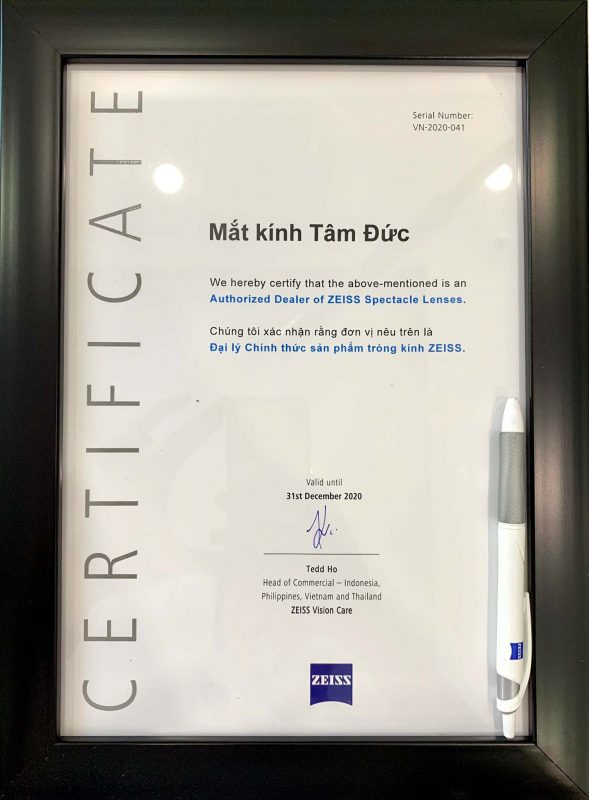 CERTIFICATE
Serial Number:
VN-2020-041
Mắt kính Tâm Đức
We hereby certify that the above-mentioned is an
Authorized Dealer of ZEISS Spectacle Lenses.
Chúng tôi xác nhận rằng đơn vị nêu trên là
Đại lý Chính thức sản phẩm tròng kính ZEISS.
Valid until
31st December 2020
Tedd Ho
Head of Commercial – Indonesia,
Philippines, Vietnam and Thailand
ZEISS Vision Care
ZEISS
ZEISS